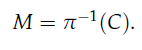 M = π⁻¹(C).